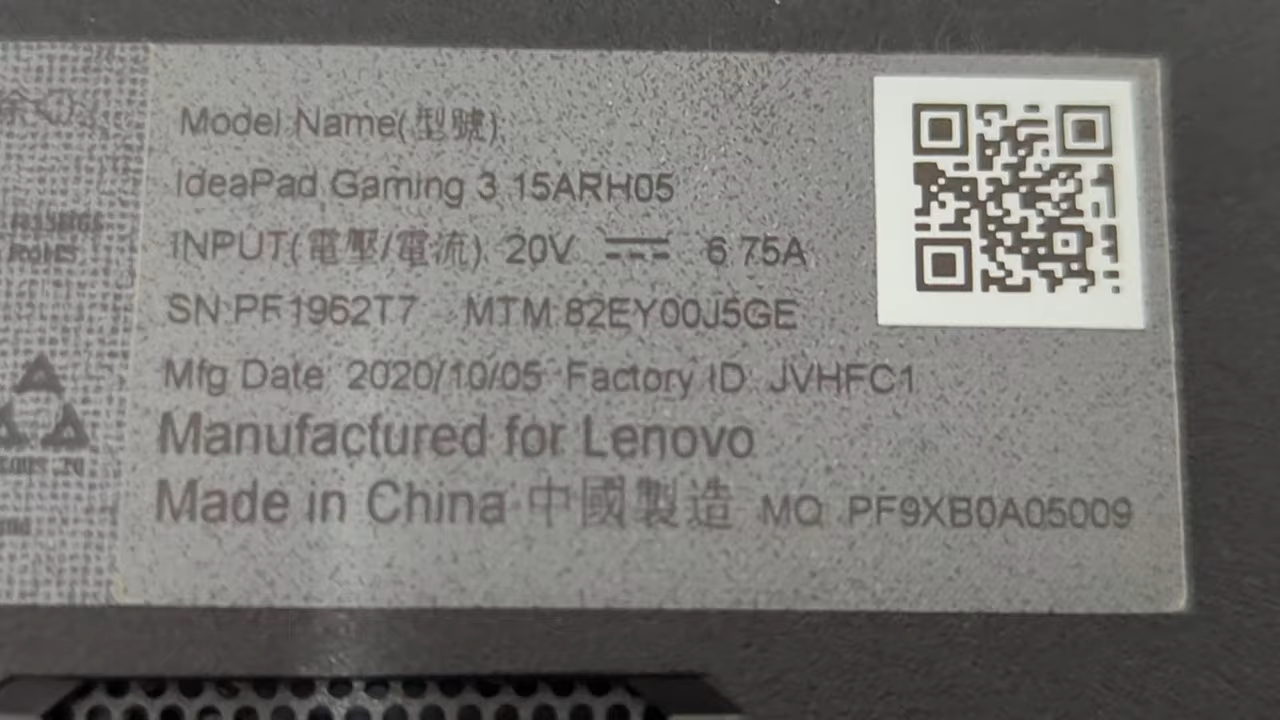 Model Name(型號):
IdeaPad Gaming 3 15ARH05
INPUT(電壓/電流): 20V ⎓ 6.75A
SN:PF1962T7 MTM:82EY00J5GE
Mfg Date: 2020/10/05 Factory ID: JVHFC1
Manufactured for Lenovo
Made in China 中國製造 MO: PF9XB0A05009
RoHS